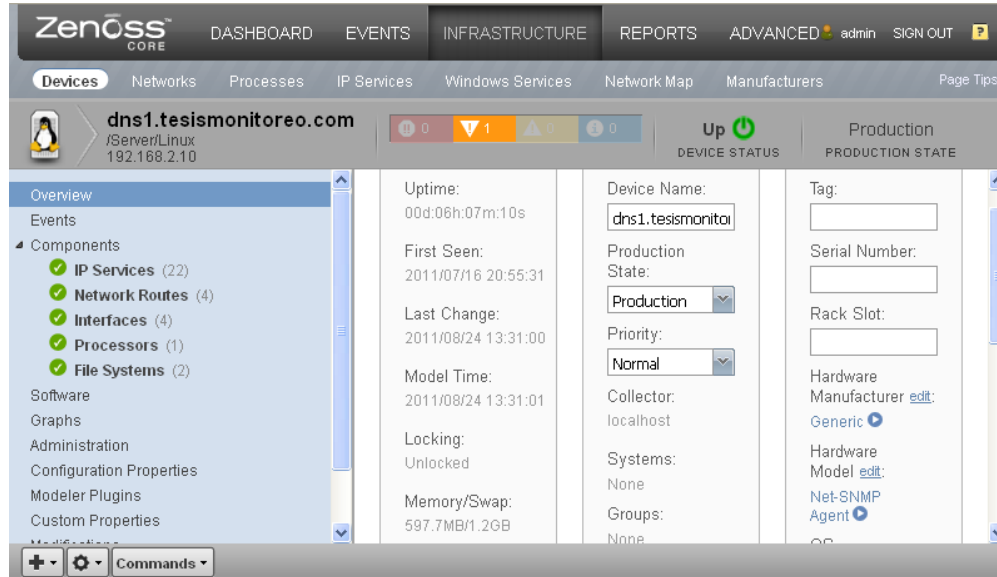 Zenoss CORE
DASHBOARD EVENTS INFRASTRUCTURE REPORTS ADVANCED admin SIGN OUT ?
Devices Networks Processes IP Services Windows Services Network Map Manufacturers Page Tips
dns1.tesismonitoreo.com
/Server/Linux
192.168.2.10
0 1 0 0
Up
DEVICE STATUS
Production
PRODUCTION STATE
Overview
Events
Components
IP Services (22)
Network Routes (4)
Interfaces (4)
Processors (1)
File Systems (2)
Software
Graphs
Administration
Configuration Properties
Modeler Plugins
Custom Properties
Uptime:
00d:06h:07m:10s
First Seen:
2011/07/16 20:55:31
Last Change:
2011/08/24 13:31:00
Model Time:
2011/08/24 13:31:01
Locking:
Unlocked
Memory/Swap:
597.7MB/1.2GB
Device Name:
dns1.tesismonitor
Production
State:
Production
Priority:
Normal
Collector:
localhost
Systems:
None
Groups:
None
Tag:
Serial Number:
Rack Slot:
Hardware
Manufacturer edit:
Generic
Hardware
Model edit:
Net-SNMP
Agent
Commands